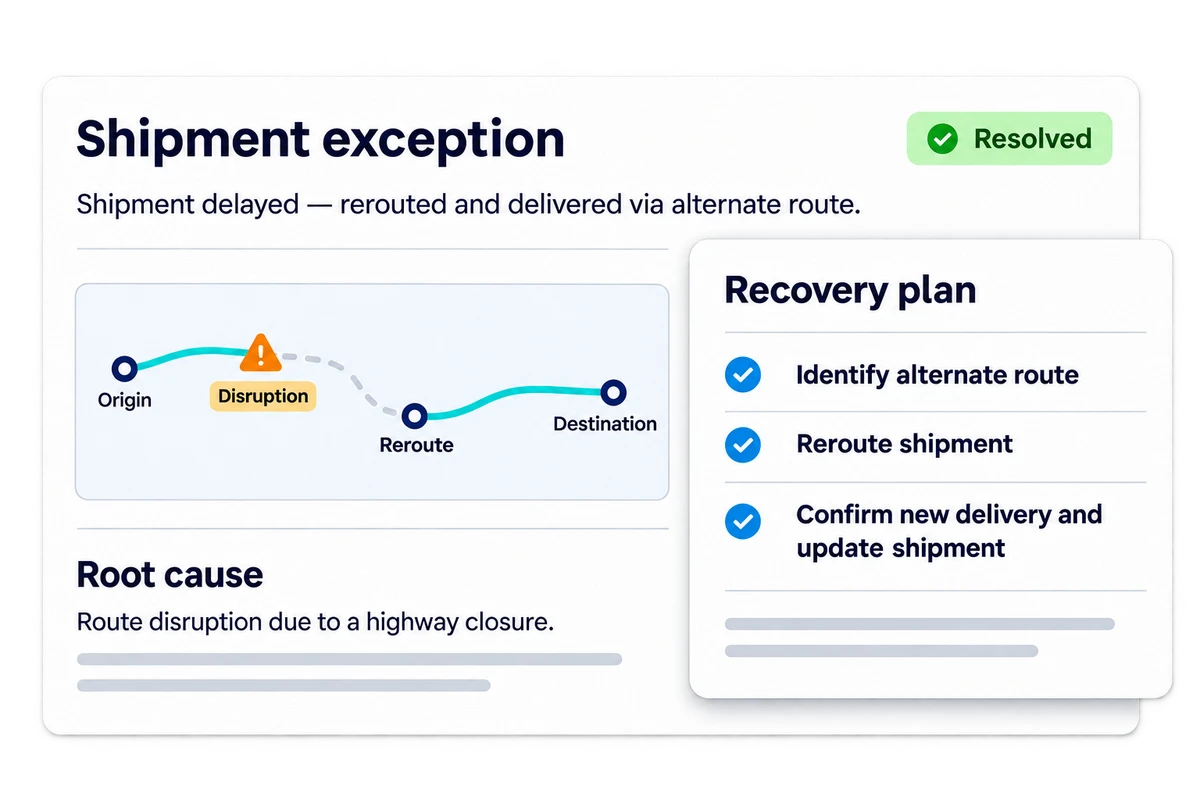 Shipment exception
Resolved
Shipment delayed — rerouted and delivered via alternate route.
Origin
Disruption
Reroute
Destination
Root cause
Route disruption due to a highway closure.
Recovery plan
Identify alternate route
Reroute shipment
Confirm new delivery and
update shipment